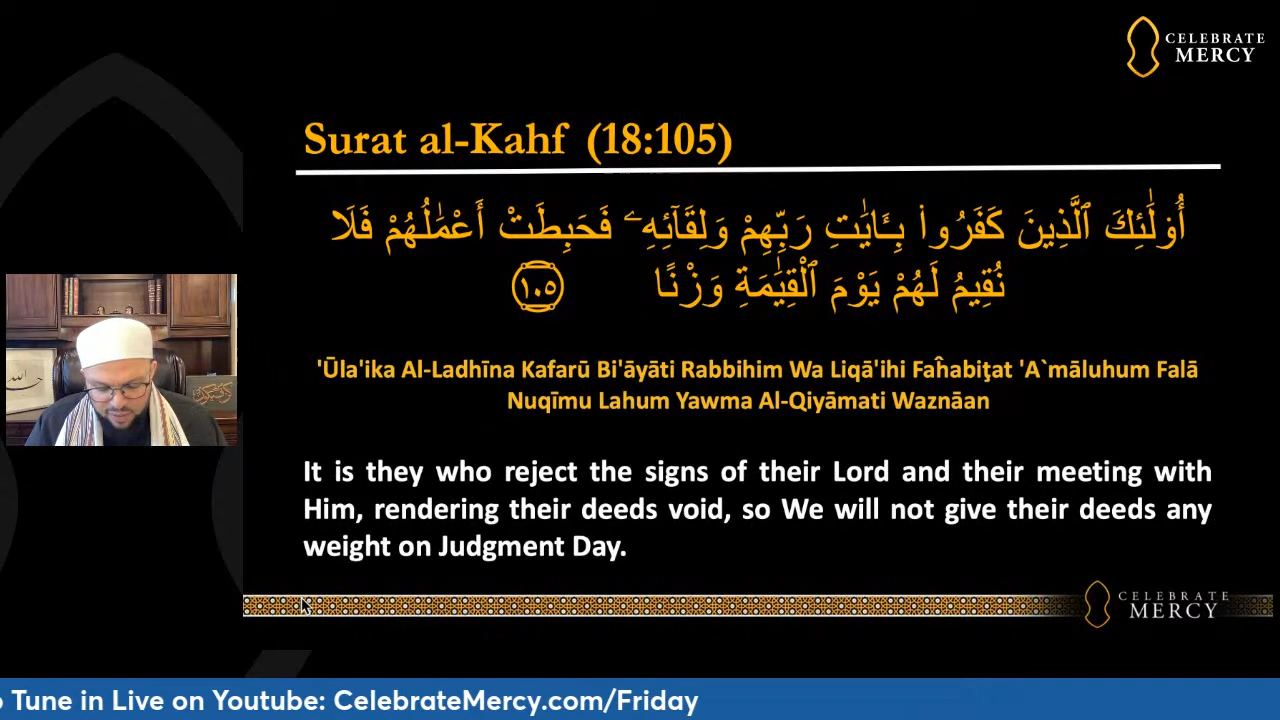 CELEBRATE
MERCY
Surat al-Kahf (18:105)
أُو۟لَٰٓئِكَ ٱلَّذِينَ كَفَرُوا۟ بِـَٔايَٰتِ رَبِّهِمْ وَلِقَآئِهِۦ فَحَبِطَتْ أَعْمَٰلُهُمْ فَلَا
نُقِيمُ لَهُمْ يَوْمَ ٱلْقِيَٰمَةِ وَزْنًا ١٠٥
'Ūla'ika Al-Ladhīna Kafarū Bi'āyāti Rabbihim Wa Liqā'ihi Faĥabiţat 'A`māluhum Falā
Nuqīmu Lahum Yawma Al-Qiyāmati Waznāan
It is they who reject the signs of their Lord and their meeting with
Him, rendering their deeds void, so We will not give their deeds any
weight on Judgment Day.
CELEBRATE
MERCY
Tune in Live on Youtube: CelebrateMercy.com/Friday